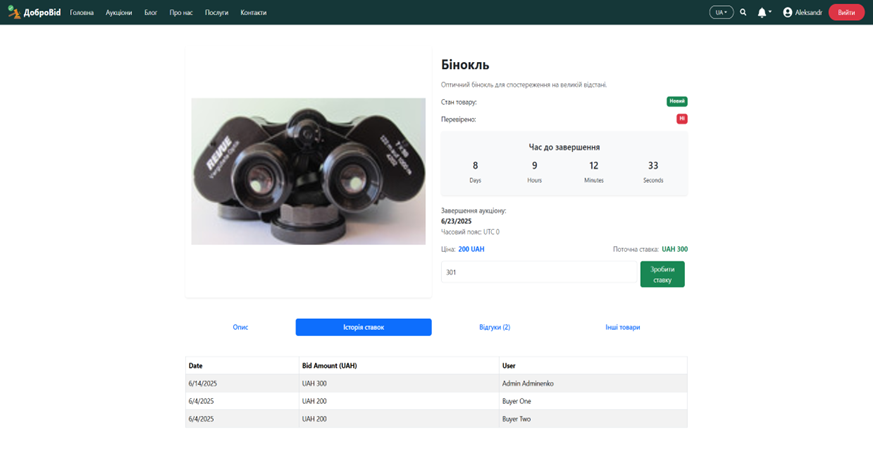 ДоброBid Головна Аукціони Блог Про нас Послуги Контакти UA Aleksandr Вийти
Бінокль
Оптичний бінокль для спостереження на великій відстані.
Стан товару: Новий
Перевірено: Ні
Час до завершення
8 9 12 33
Days Hours Minutes Seconds
Завершення аукціону:
6/23/2025
Часовий пояс: UTC 0
Ціна: 200 UAH Поточна ставка: UAH 300
301 Зробити
ставку
REVUE
Опис Історія ставок Відгуки (2) Інші товари
Date Bid Amount (UAH) User
6/14/2025 UAH 300 Admin Adminenko
6/4/2025 UAH 200 Buyer One
6/4/2025 UAH 200 Buyer Two